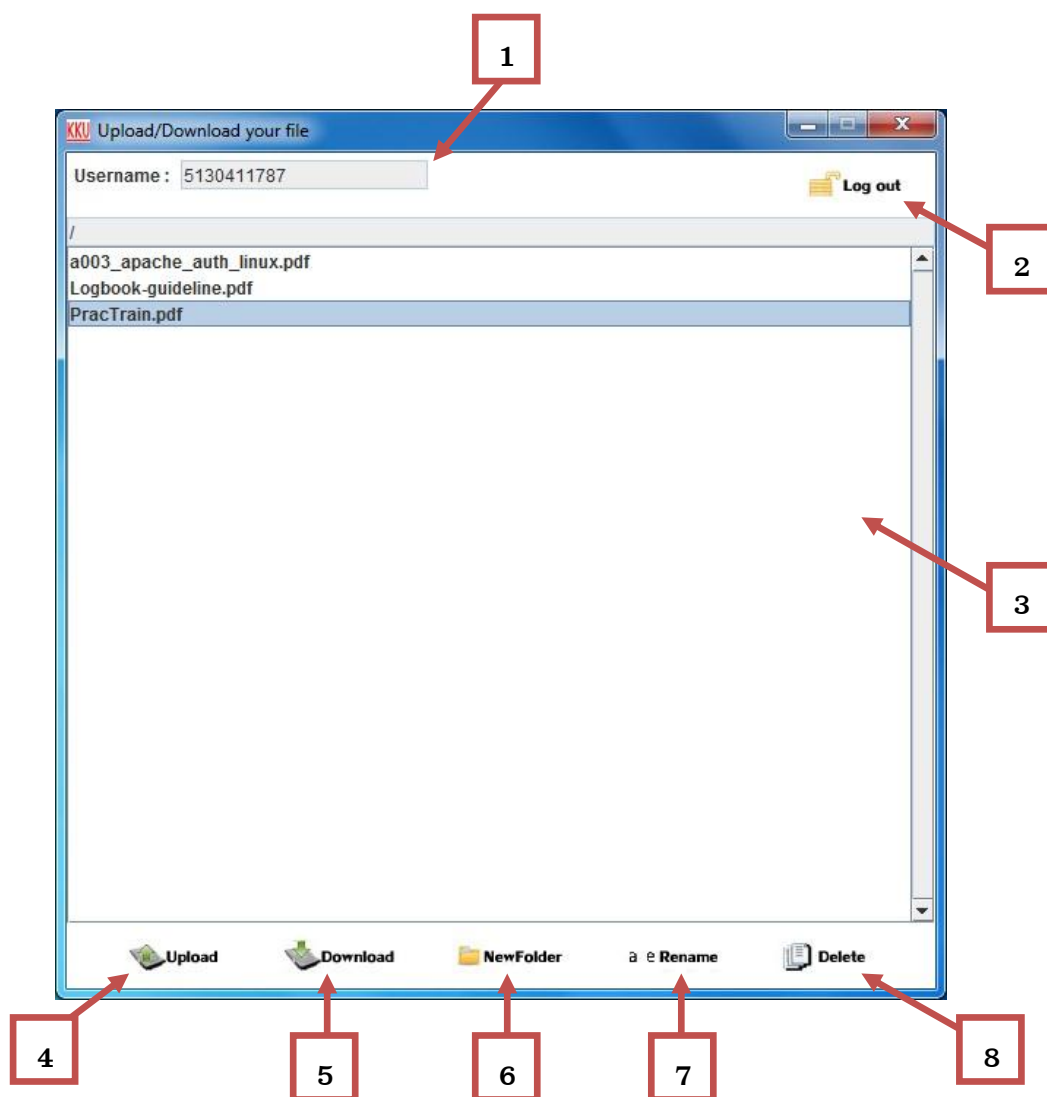 1
KKU Upload/Download your file
Username : 5130411787
Log out
/
2
a003_apache_auth_linux.pdf
Logbook-guideline.pdf
PracTrain.pdf
3
Upload Download NewFolder a e Rename Delete
4 5 6 7 8